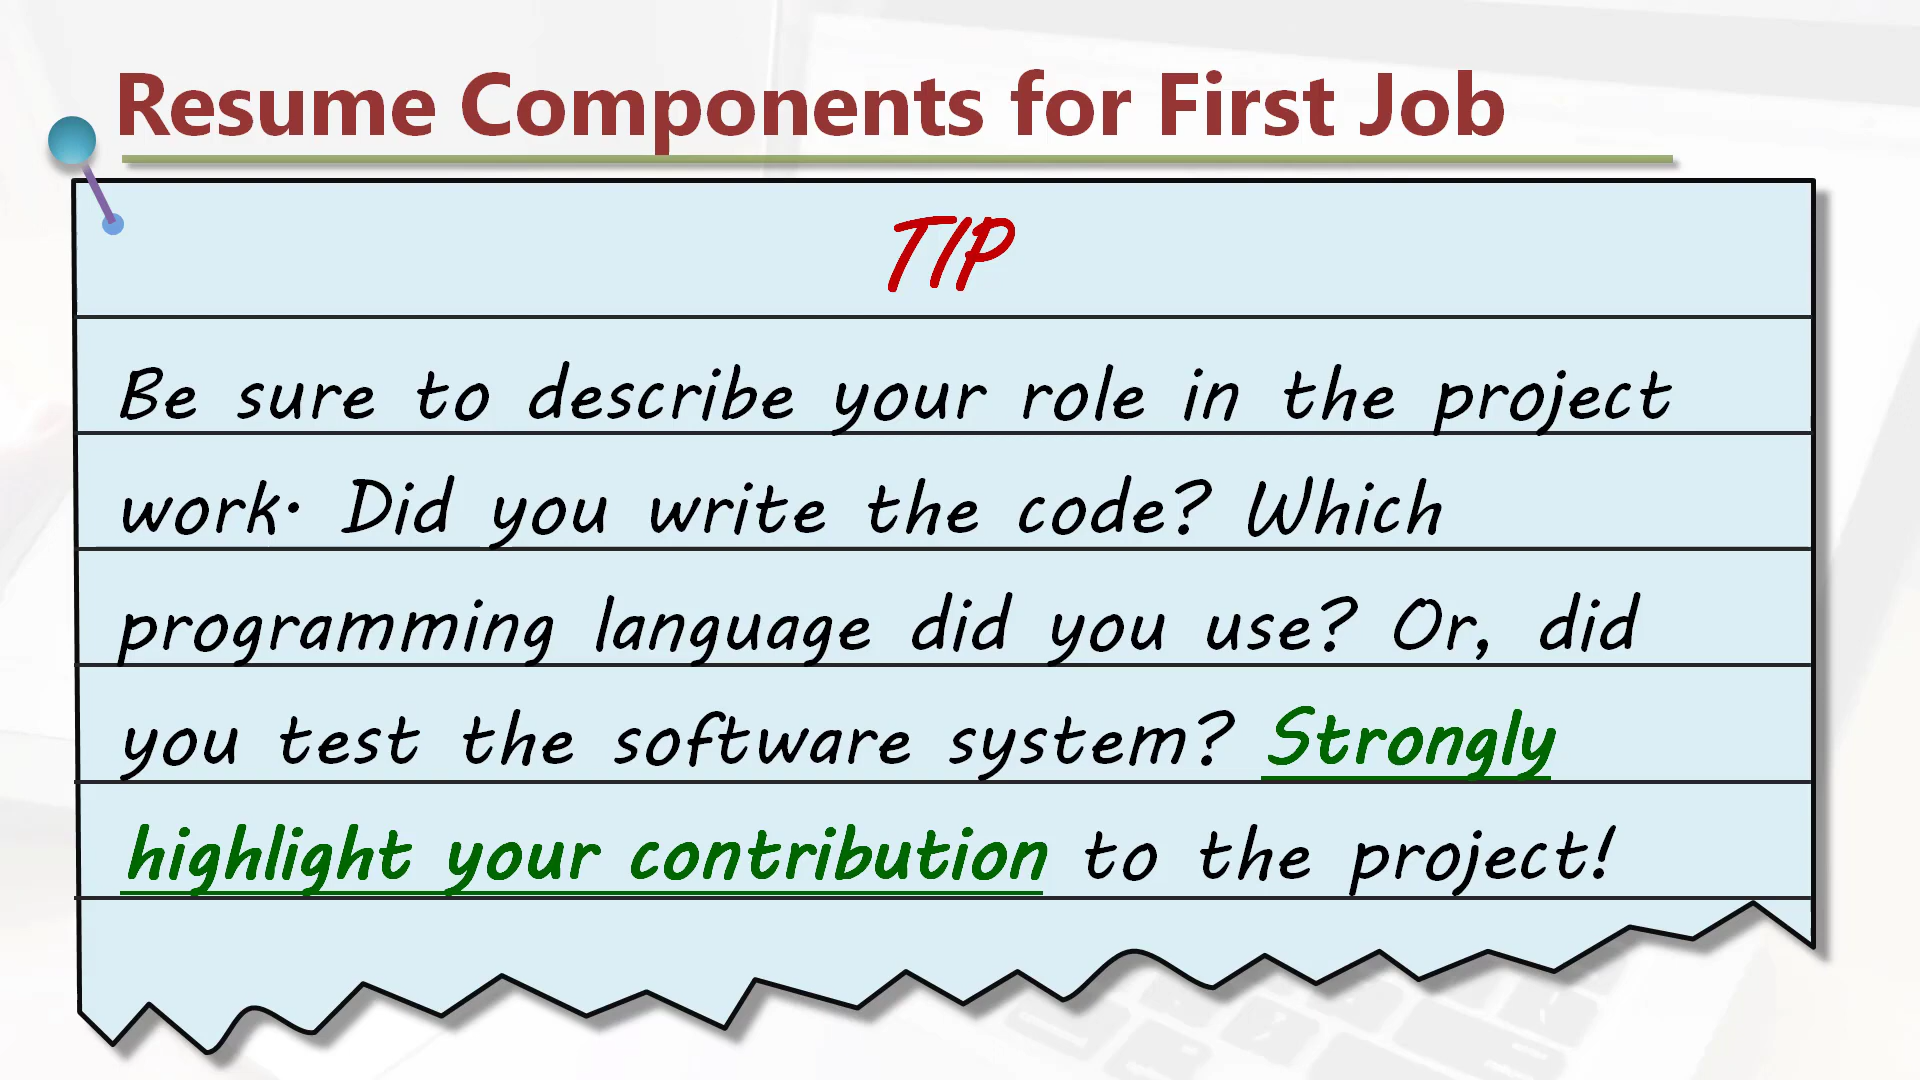 Resume Components for First Job
TIP
Be sure to describe your role in the project
work. Did you write the code? Which
programming language did you use? Or, did
you test the software system? Strongly
highlight your contribution to the project!